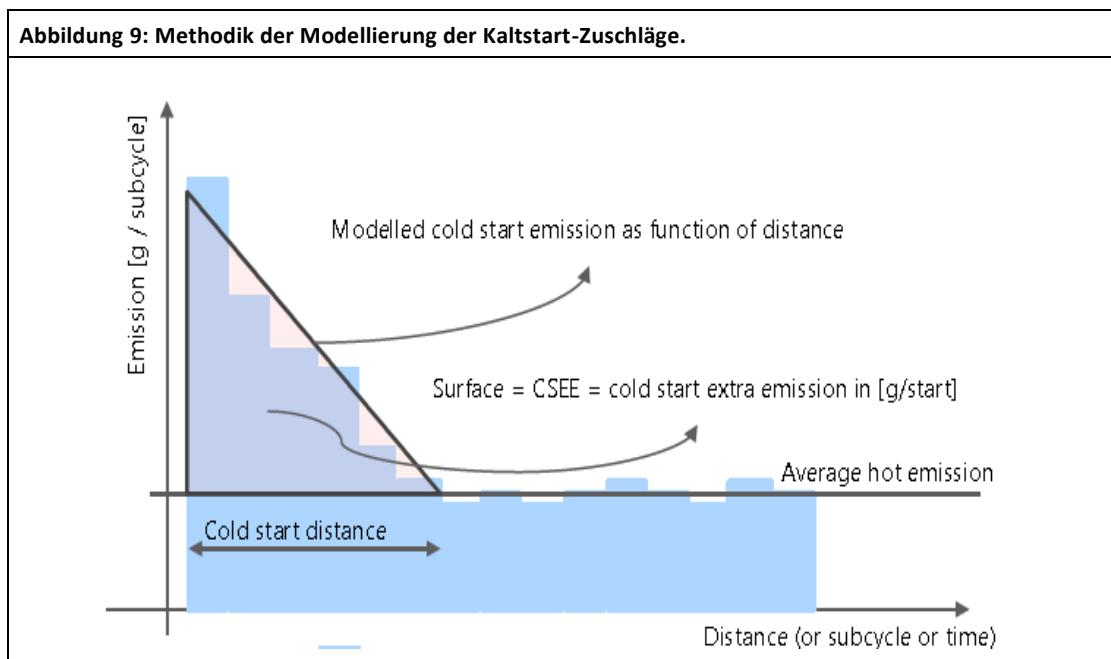 Abbildung 9: Methodik der Modellierung der Kaltstart-Zuschläge.
Emission [g / subcycle]
Modelled cold start emission as function of distance
Surface = CSEE = cold start extra emission in [g/start]
Average hot emission
Cold start distance
Distance (or subcycle or time)